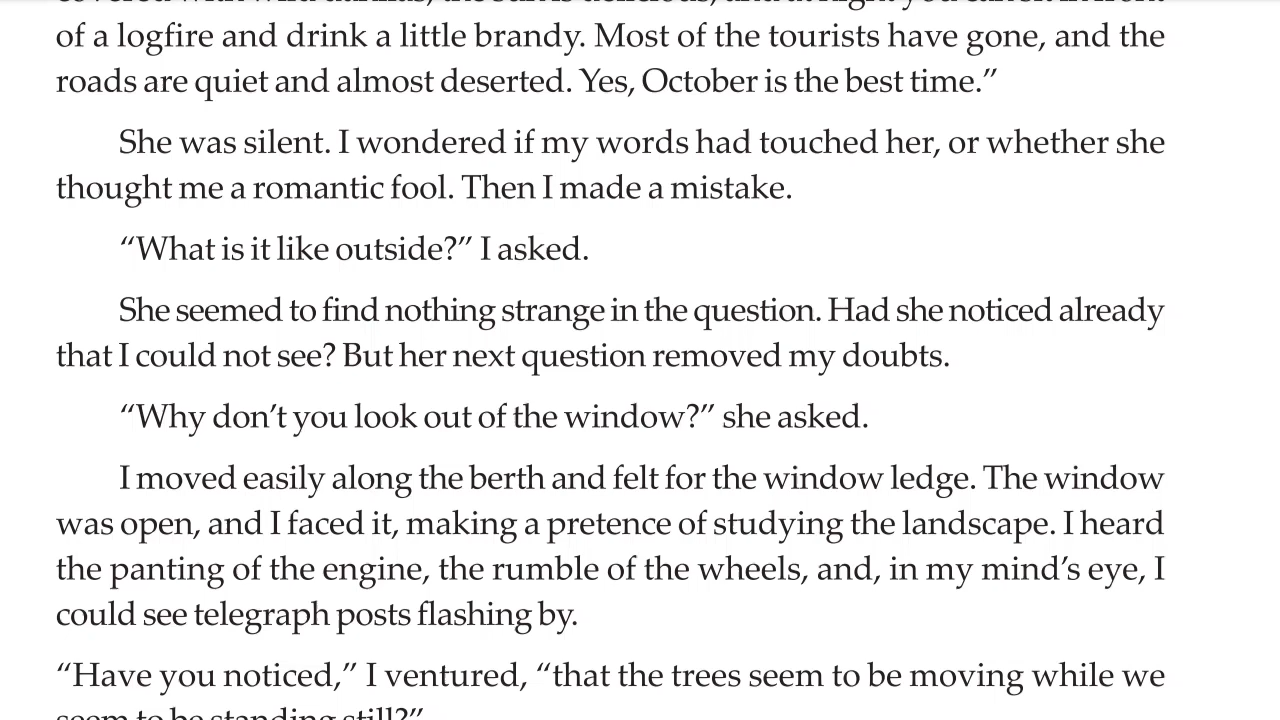 of a logfire and drink a little brandy. Most of the tourists have gone, and the
roads are quiet and almost deserted. Yes, October is the best time.”
She was silent. I wondered if my words had touched her, or whether she
thought me a romantic fool. Then I made a mistake.
“What is it like outside?” I asked.
She seemed to find nothing strange in the question. Had she noticed already
that I could not see? But her next question removed my doubts.
“Why don’t you look out of the window?” she asked.
I moved easily along the berth and felt for the window ledge. The window
was open, and I faced it, making a pretence of studying the landscape. I heard
the panting of the engine, the rumble of the wheels, and, in my mind’s eye, I
could see telegraph posts flashing by.
“Have you noticed,” I ventured, “that the trees seem to be moving while we
seem to be standing still?”